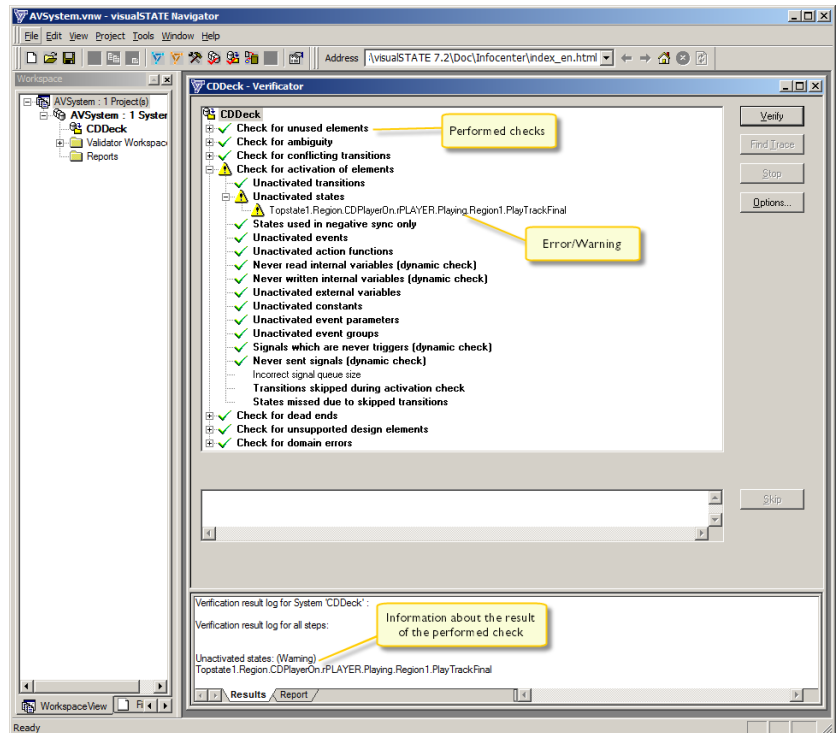 AVSystem.vnw - visualSTATE Navigator
File Edit View Project Tools Window Help
Address :\visualSTATE 7.2\Doc\Infocenter\index_en.html
Workspace
AVSystem : 1 Project(s)
AVSystem : 1 Syster
CDDeck
Validator Workspac
Reports
CDDeck - Verificator
CDDeck
Check for unused elements
Check for ambiguity
Check for conflicting transitions
Check for activation of elements
Unactivated transitions
Unactivated states
Topstate1.Region.CDPlayerOn.rPLAYER.Playing.Region1.PlayTrackFinal
States used in negative sync only
Unactivated events
Unactivated action functions
Never read internal variables (dynamic check)
Never written internal variables (dynamic check)
Unactivated external variables
Unactivated constants
Unactivated event parameters
Unactivated event groups
Signals which are never triggers (dynamic check)
Never sent signals (dynamic check)
Incorrect signal queue size
Transitions skipped during activation check
States missed due to skipped transitions
Check for dead ends
Check for unsupported design elements
Check for domain errors
Performed checks
Error/Warning
Verify
Find Trace
Stop
Options...
Skip
Verification result log for System 'CDDeck' :
Verification result log for all steps:
Unactivated states: (Warning)
Topstate1.Region.CDPlayerOn.rPLAYER.Playing.Region1.PlayTrackFinal
Information about the result
of the performed check
Results Report
WorkspaceView
Ready